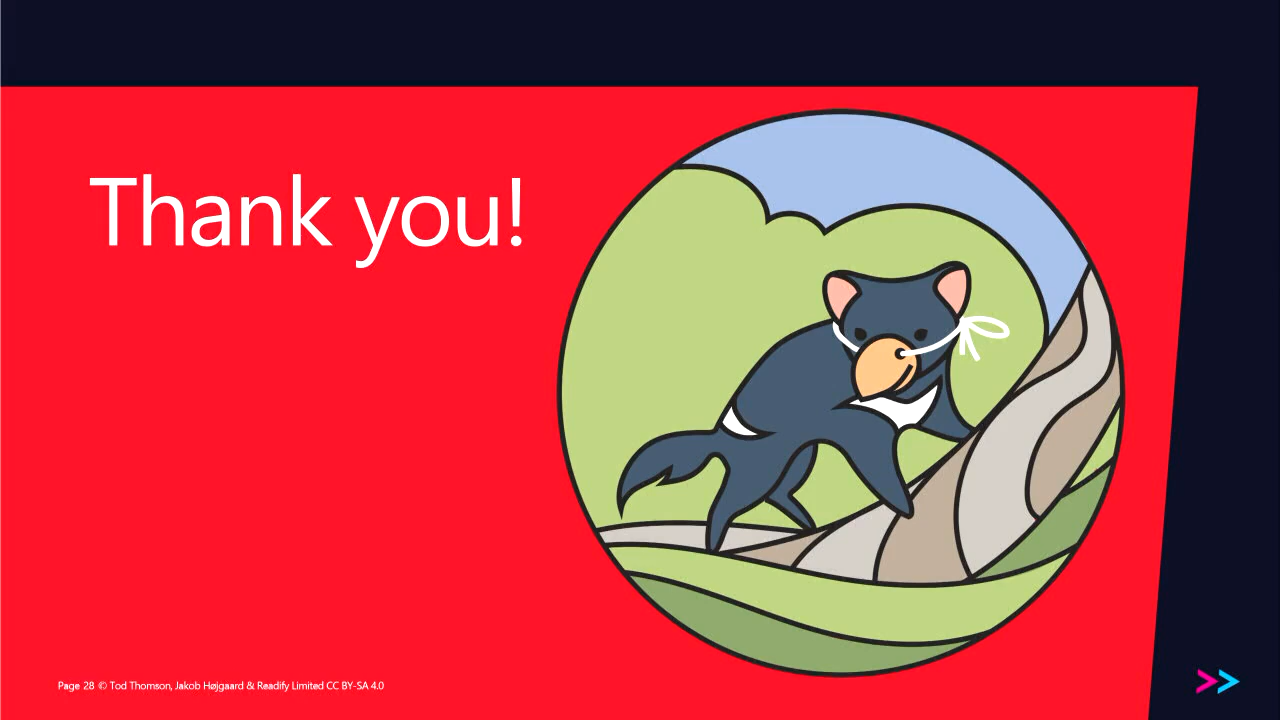 Thank you!
Page 28 © Tod Thomson, Jakob Højgaard & Readify Limited CC BY-SA 4.0